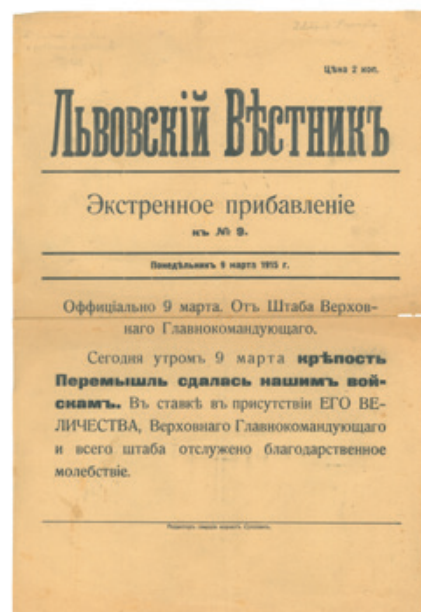 Цѣна 2 коп.
Львовскій Вѣстникъ
Экстренное прибавленіе
къ № 9.
Понедѣльникъ 9 марта 1915 г.
Оффиціально 9 марта. Отъ Штаба Верхов-
наго Главнокомандующаго.
Сегодня утромъ 9 марта крѣпость
Перемышль сдалась нашимъ вой-
скамъ. Въ ставкѣ въ присутствіи ЕГО ВЕ-
ЛИЧЕСТВА, Верховнаго Главнокомандующаго
и всего штаба отслужено благодарственное
молебствіе.
Редакторъ